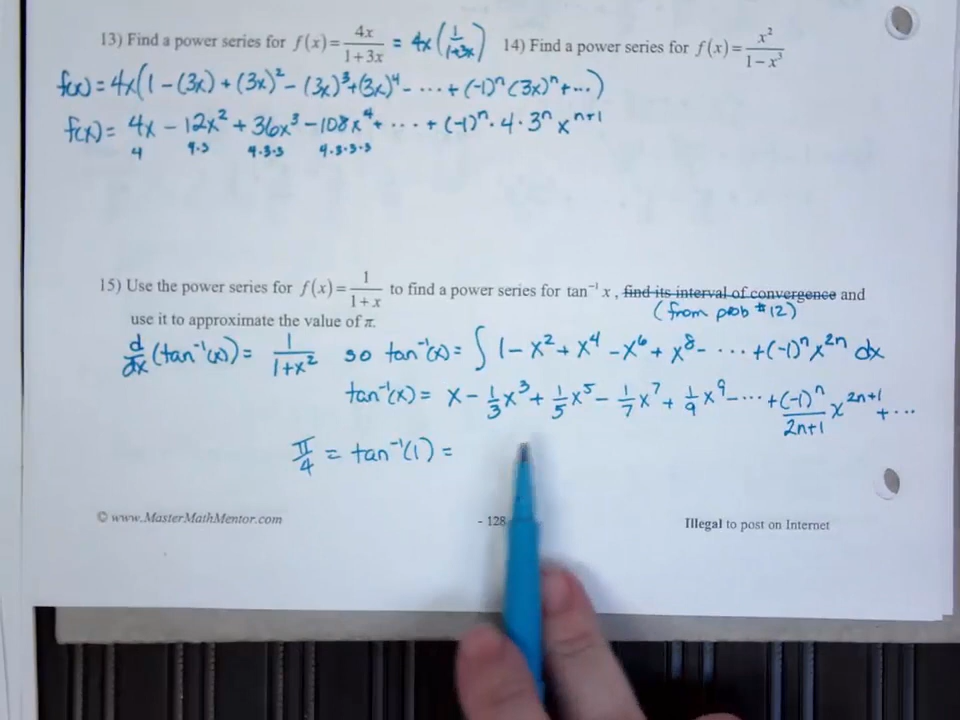 13) Find a power series for f(x) = 4x/(1+3x) = 4x(1/(1+3x)) 14) Find a power series for f(x) = x²/(1−x³)
f(x) = 4x(1 − (3x) + (3x)² − (3x)³ + (3x)⁴ − ··· + (−1)ⁿ (3x)ⁿ + ···)
f(x) = 4x − 12x² + 36x³ − 108x⁴ + ··· + (−1)ⁿ · 4 · 3ⁿ xⁿ⁺¹
4 4·3 4·3·3 4·3·3·3
15) Use the power series for f(x) = 1/(1+x) to find a power series for tan⁻¹ x, find its interval of convergence and
(from prob #12)
use it to approximate the value of π.
d/dx (tan⁻¹(x)) = 1/(1+x²) so tan⁻¹(x) = ∫ 1 − x² + x⁴ − x⁶ + x⁸ − ··· + (−1)ⁿ x²ⁿ dx
tan⁻¹(x) = x − 1/3 x³ + 1/5 x⁵ − 1/7 x⁷ + 1/9 x⁹ − ··· + (−1)ⁿ/(2n+1) x²ⁿ⁺¹ + ···
π/4 = tan⁻¹(1) =
© www.MasterMathMentor.com - 128 Illegal to post on Internet